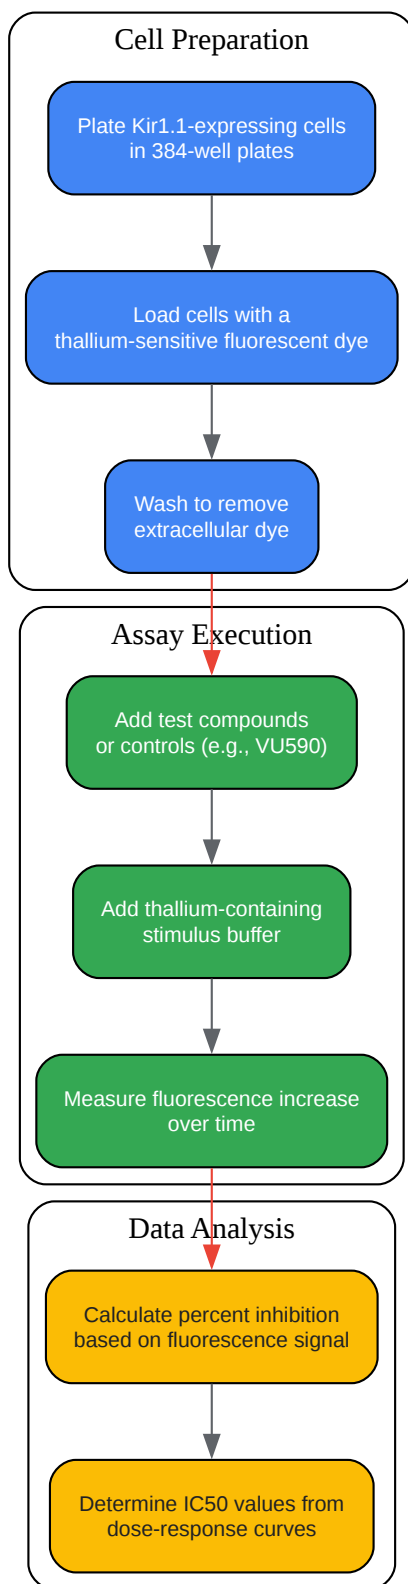 Cell Preparation
Plate Kir1.1-expressing cells
in 384-well plates
Load cells with a
thallium-sensitive fluorescent dye
Wash to remove
extracellular dye
Assay Execution
Add test compounds
or controls (e.g., VU590)
Add thallium-containing
stimulus buffer
Measure fluorescence increase
over time
Data Analysis
Calculate percent inhibition
based on fluorescence signal
Determine IC50 values from
dose-response curves